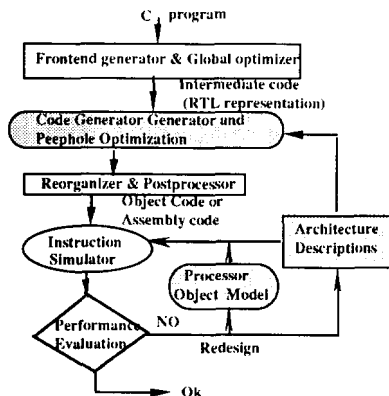 C program
Frontend generator & Global optimizer
Intermediate code
(RTL representation)
Code Generator Generator and
Peephole Optimization
Reorganizer & Postprocessor
Object Code or
Assembly code
Instruction
Simulator
Architecture
Descriptions
Processor
Object Model
Performance
Evaluation
NO
Redesign
Ok